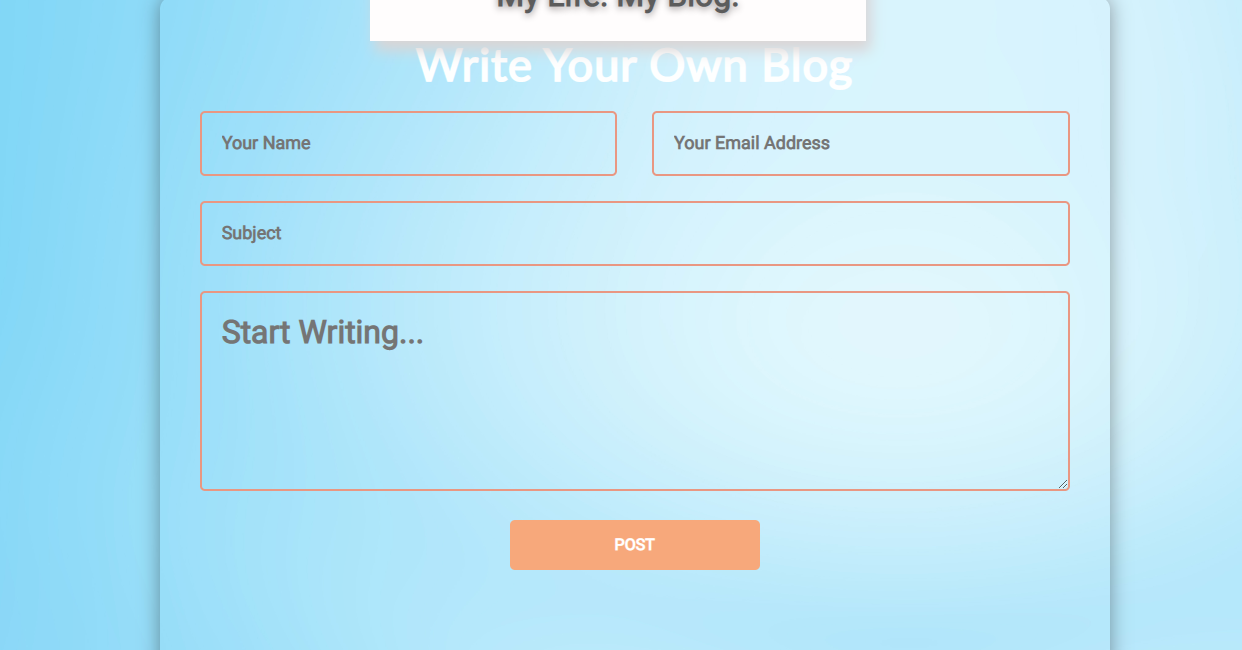 My Life. My Blog.
Write Your Own Blog
Your Name
Your Email Address
Subject
Start Writing...
POST